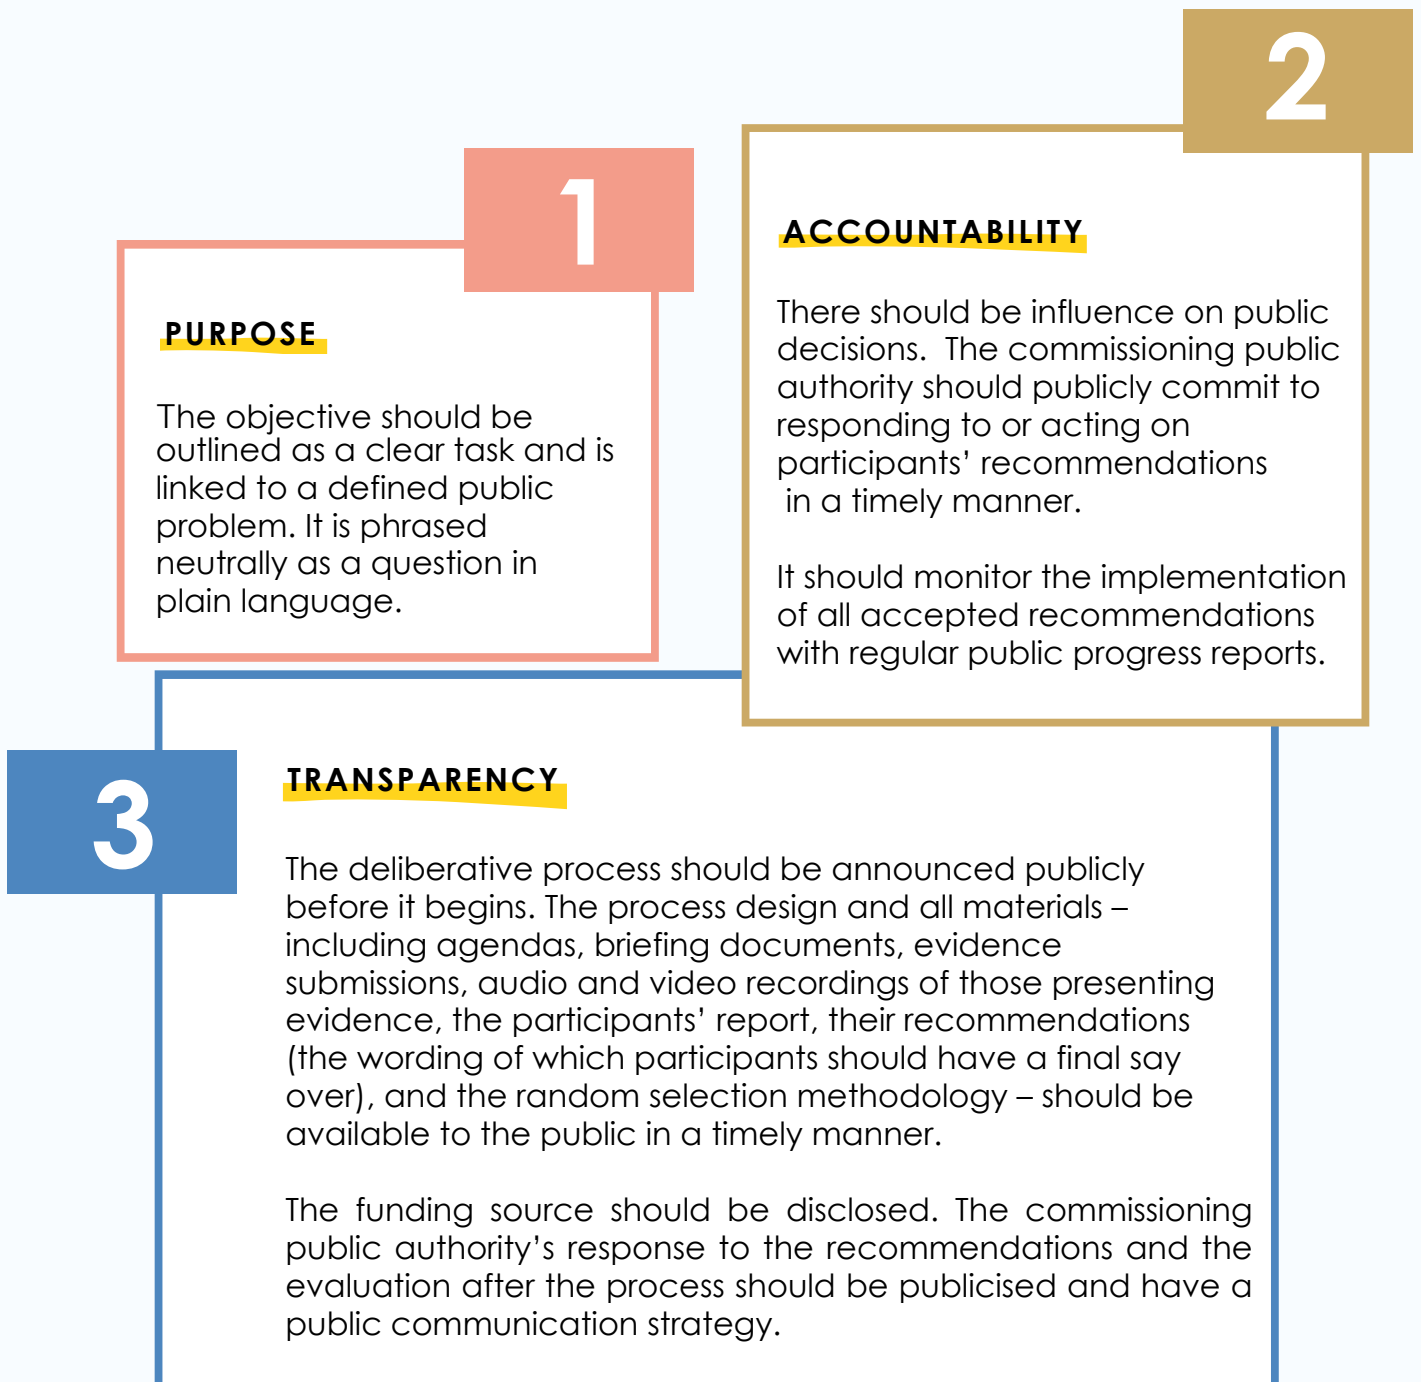 1
PURPOSE
The objective should be
outlined as a clear task and is
linked to a defined public
problem. It is phrased
neutrally as a question in
plain language.
2
ACCOUNTABILITY
There should be influence on public
decisions.  The commissioning public
authority should publicly commit to
responding to or acting on
participants’ recommendations
in a timely manner.
It should monitor the implementation
of all accepted recommendations
with regular public progress reports.
3
TRANSPARENCY
The deliberative process should be announced publicly
before it begins. The process design and all materials –
including agendas, briefing documents, evidence
submissions, audio and video recordings of those presenting
evidence, the participants’ report, their recommendations
(the wording of which participants should have a final say
over), and the random selection methodology – should be
available to the public in a timely manner.
The funding source should be disclosed. The commissioning
public authority’s response to the recommendations and the
evaluation after the process should be publicised and have a
public communication strategy.